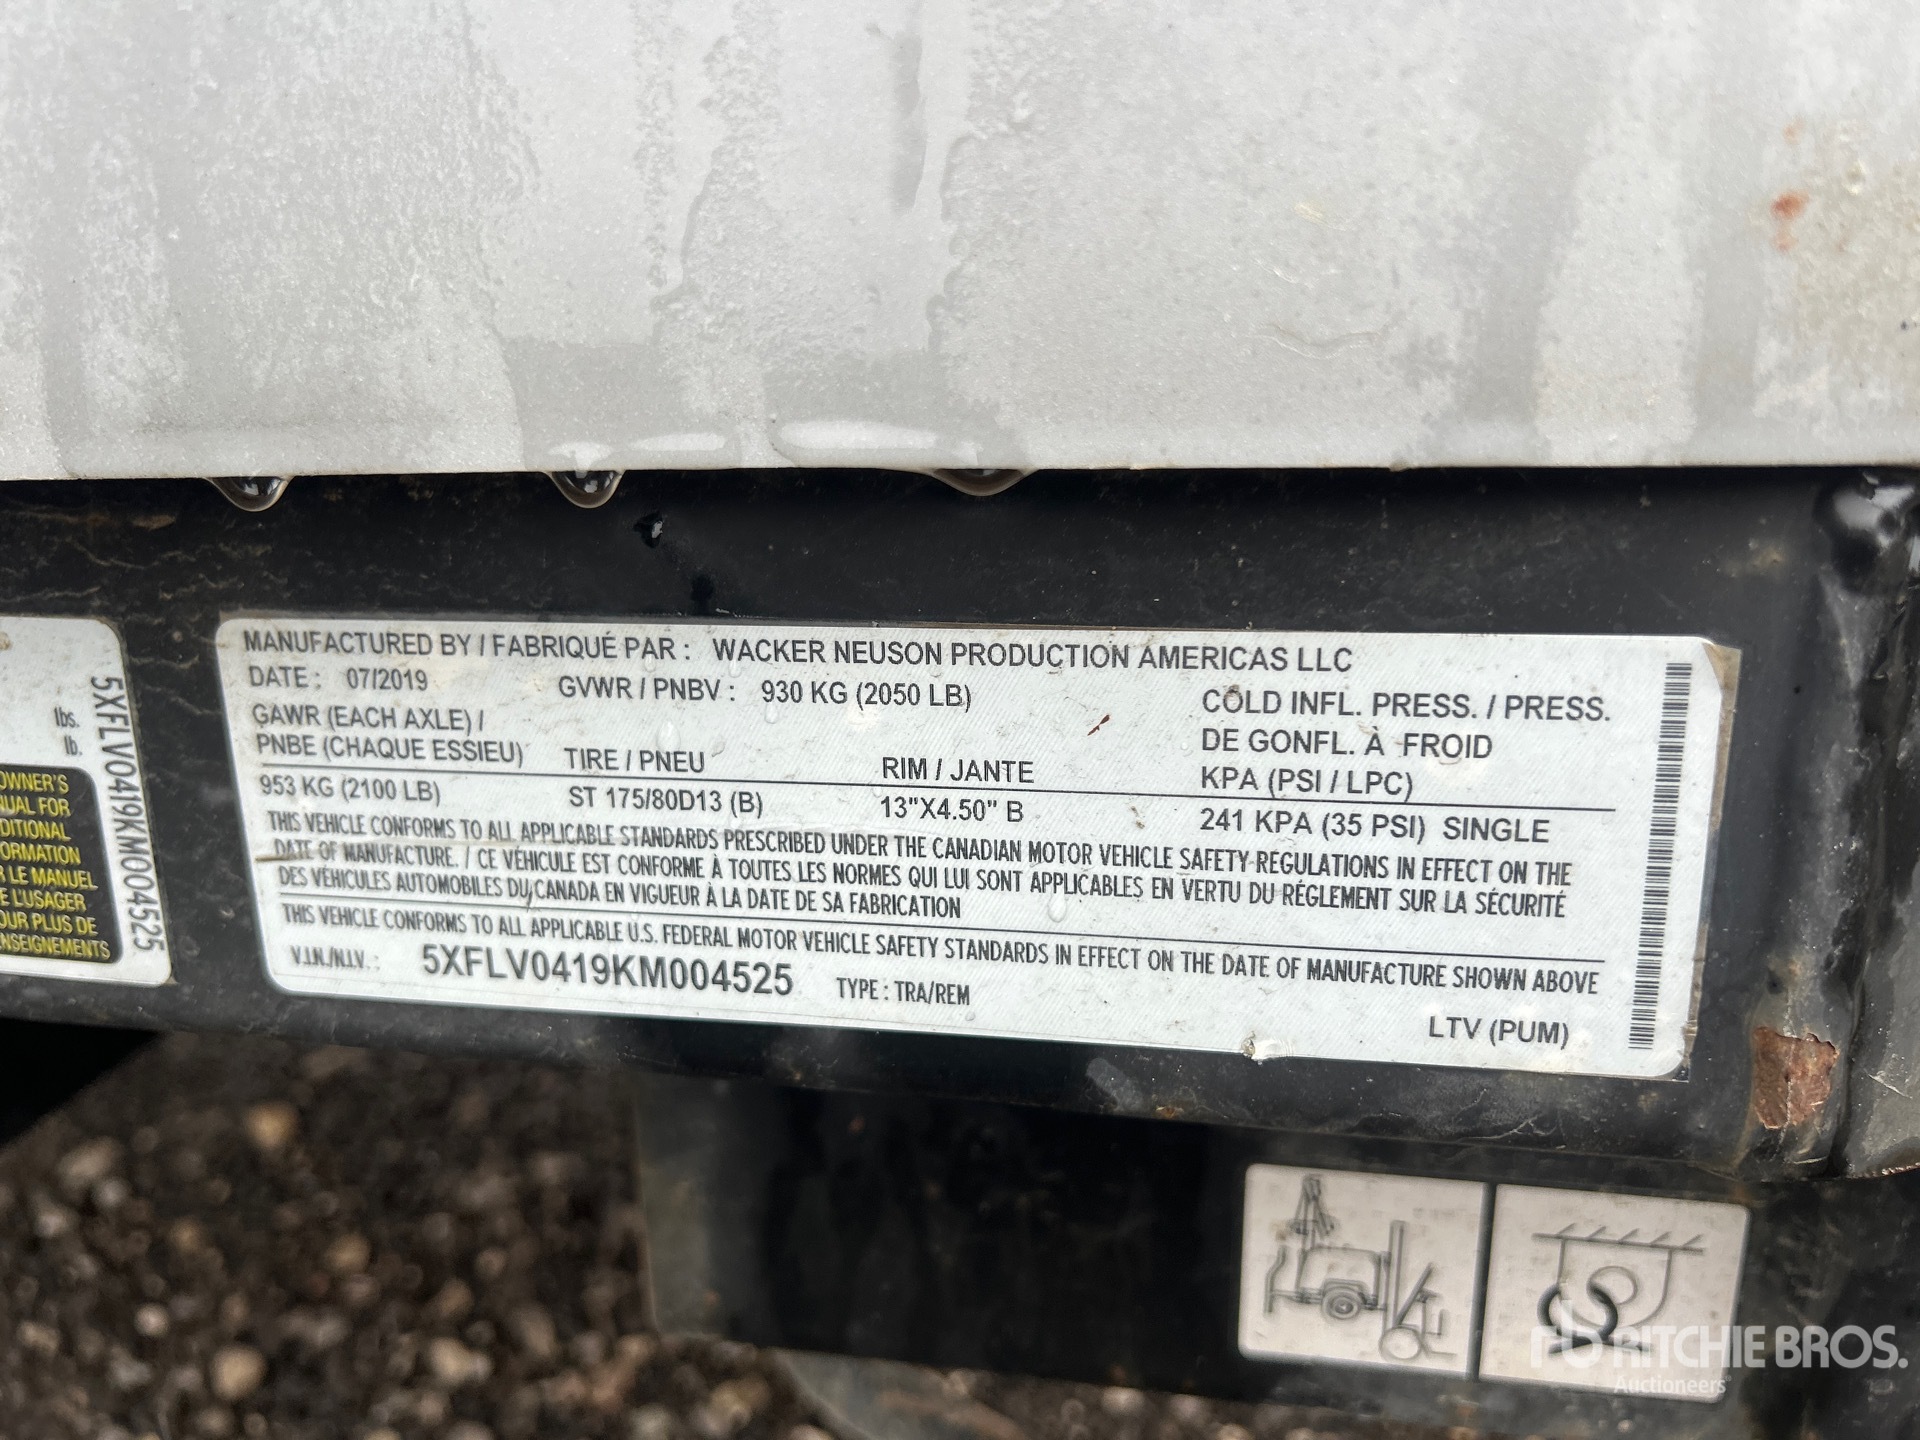 MANUFACTURED BY / FABRIQUÉ PAR : WACKER NEUSON PRODUCTION AMERICAS LLC
DATE : 07/2019 GVWR / PNBV : 930 KG (2050 LB)
COLD INFL. PRESS. / PRESS.
DE GONFL. À FROID
KPA (PSI / LPC)
GAWR (EACH AXLE) /
PNBE (CHAQUE ESSIEU) TIRE / PNEU RIM / JANTE
953 KG (2100 LB) ST 175/80D13 (B) 13"X4.50" B 241 KPA (35 PSI) SINGLE
THIS VEHICLE CONFORMS TO ALL APPLICABLE STANDARDS PRESCRIBED UNDER THE CANADIAN MOTOR VEHICLE SAFETY REGULATIONS IN EFFECT ON THE
DATE OF MANUFACTURE. / CE VÉHICULE EST CONFORME À TOUTES LES NORMES QUI LUI SONT APPLICABLES EN VERTU DU RÉGLEMENT SUR LA SÉCURITÉ
DES VÉHICULES AUTOMOBILES DU CANADA EN VIGUEUR À LA DATE DE SA FABRICATION
THIS VEHICLE CONFORMS TO ALL APPLICABLE U.S. FEDERAL MOTOR VEHICLE SAFETY STANDARDS IN EFFECT ON THE DATE OF MANUFACTURE SHOWN ABOVE
V.I.N./N.I.V. : 5XFLV0419KM004525 TYPE : TRA/REM
LTV (PUM)
lbs.
lb.
5XFLV0419KM004525
OWNER'S
FOR
LE MANUEL
L'USAGER
PLUS DE
RITCHIE BROS.
Auctioneers